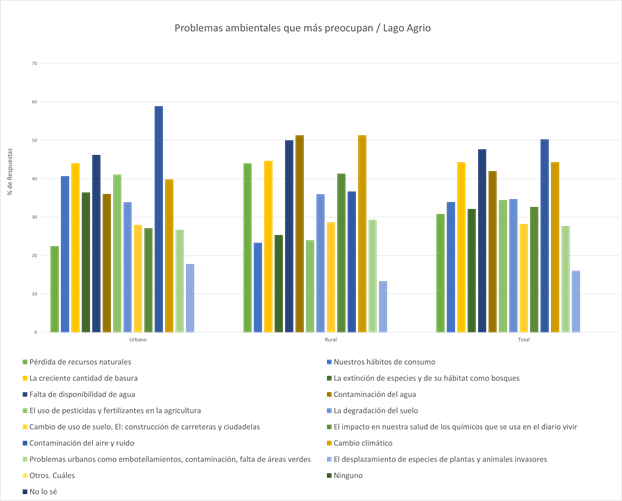 Problemas ambientales que más preocupan / Lago Agrio
70
60
50
40
30
20
10
0
% de Respuestas
Urbano
Rural
Total
Pérdida de recursos naturales
Nuestros hábitos de consumo
La creciente cantidad de basura
La extinción de especies y de su hábitat como bosques
Falta de disponibilidad de agua
Contaminación del agua
El uso de pesticidas y fertilizantes en la agricultura
La degradación del suelo
Cambio de uso de suelo. El: construcción de carreteras y ciudadelas
El impacto en nuestra salud de los químicos que se usa en el diario vivir
Contaminación del aire y ruido
Cambio climático
Problemas urbanos como embotellamientos, contaminación, falta de áreas verdes
El desplazamiento de especies de plantas y animales invasores
Otros. Cuáles
Ninguno
No lo sé